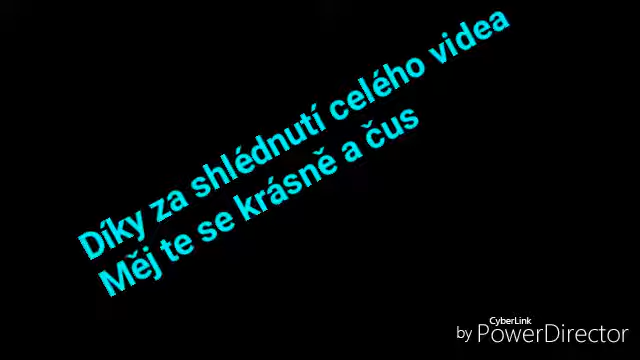 Díky za shlédnutí celého videa
Měj te se krásně a čus
CyberLink
by PowerDirector